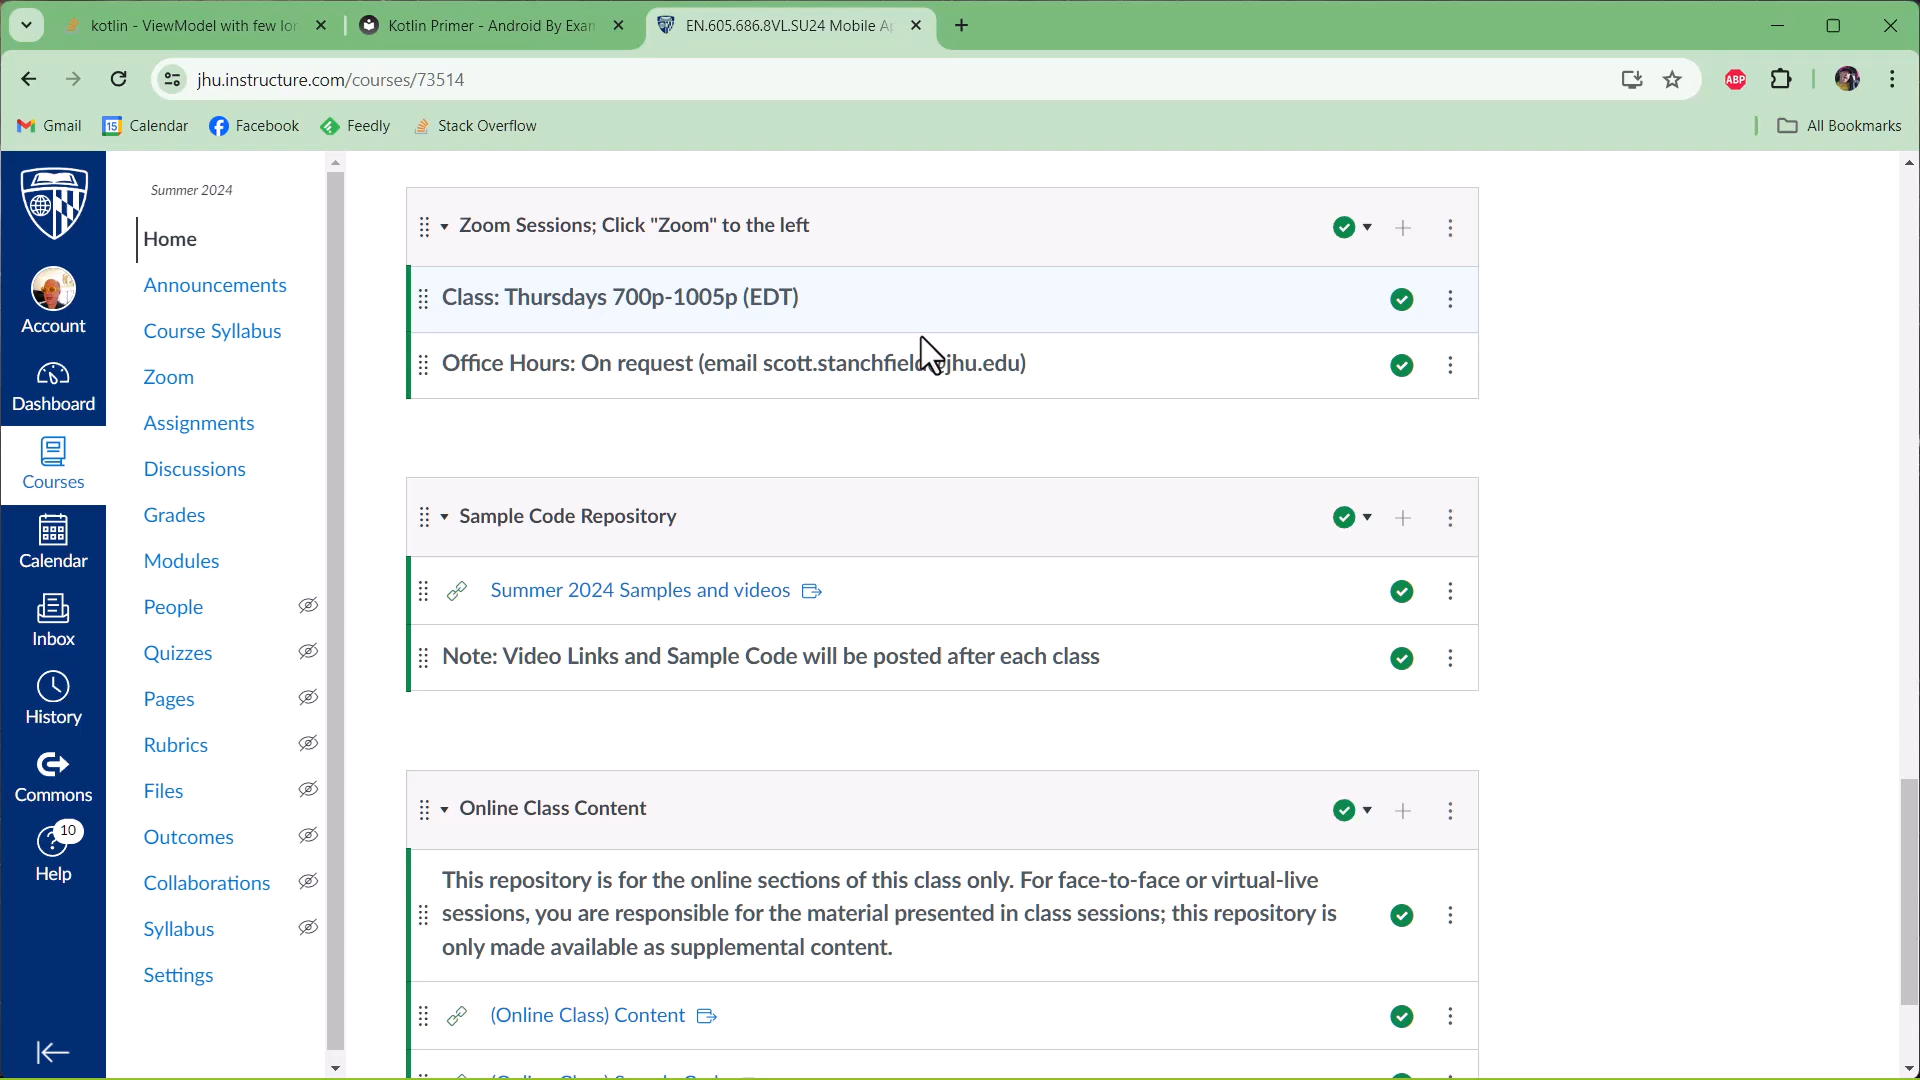 kotlin - ViewModel with few lon
Kotlin Primer - Android By Exan
EN.605.686.8VL.SU24 Mobile Ap
jhu.instructure.com/courses/73514
ABP
Gmail
15
Calendar
Facebook
Feedly
Stack Overflow
All Bookmarks
Account
Dashboard
Courses
Calendar
Inbox
History
Commons
10
Help
Summer 2024
Home
Announcements
Course Syllabus
Zoom
Assignments
Discussions
Grades
Modules
People
Quizzes
Pages
Rubrics
Files
Outcomes
Collaborations
Syllabus
Settings
Zoom Sessions; Click "Zoom" to the left
Class: Thursdays 700p-1005p (EDT)
Office Hours: On request (email jhu.edu)
Sample Code Repository
Summer 2024 Samples and videos
Note: Video Links and Sample Code will be posted after each class
Online Class Content
This repository is for the online sections of this class only. For face-to-face or virtual-live
sessions, you are responsible for the material presented in class sessions; this repository is
only made available as supplemental content.
(Online Class) Content